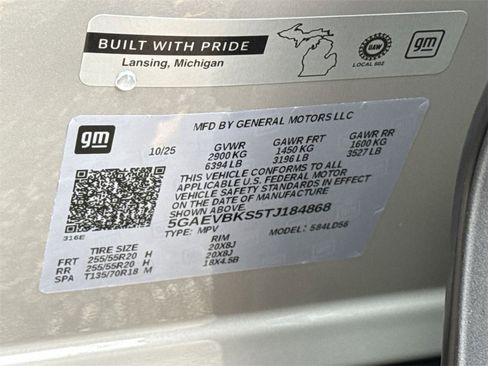 BUILT WITH PRIDE
Lansing, Michigan
UAW
LOCAL 602
gm
gm
MFD BY GENERAL MOTORS LLC
10/25
GVWR GAWR FRT GAWR RR
2900 KG 1450 KG 1600 KG
6394 LB 3196 LB 3527 LB
THIS VEHICLE CONFORMS TO ALL
APPLICABLE U.S. FEDERAL MOTOR
VEHICLE SAFETY STANDARDS IN EFFECT
ON THE DATE OF MANUFACTURE
SHOWN ABOVE.
5GAEVBKS5TJ184868
TYPE: MPV MODEL: 584LD56
316E
TIRE SIZE RIM
FRT 255/55R20 H 20X8J
RR 255/55R20 H 20X8J
SPA T135/70R18 M 18X4.5B